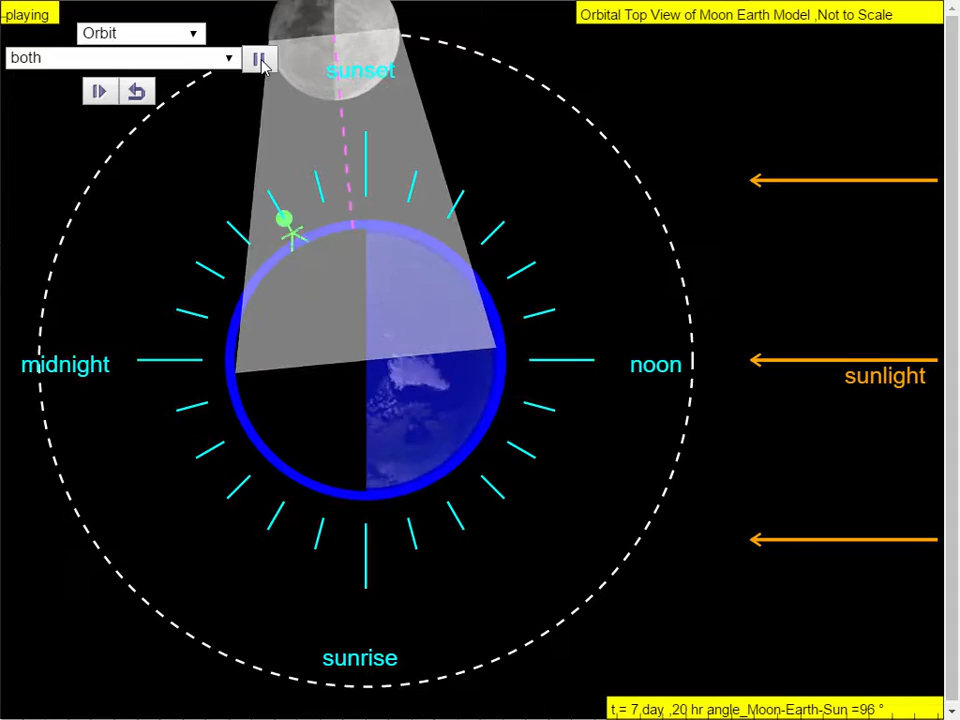 playing
Orbital Top View of Moon Earth Model ,Not to Scale
Orbit
both
sunset
midnight
noon
sunlight
sunrise
t = 7 day ,20 hr angle_Moon-Earth-Sun =96 °